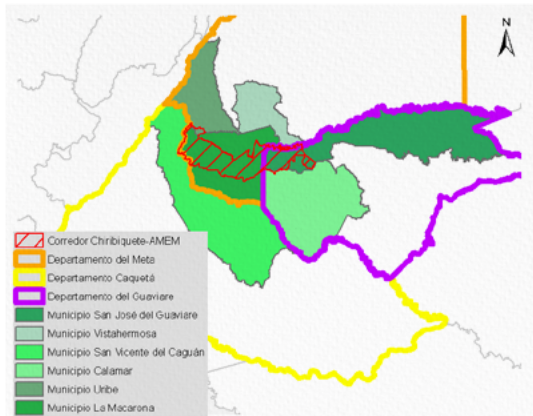 N
Corredor Chiribiquete-AMEM
Departamento del Meta
Departamento Caquetá
Departamento del Guaviare
Municipio San José del Guaviare
Municipio Vistahermosa
Municipio San Vicente del Caguán
Municipio Calamar
Municipio Uribe
Municipio La Macarona